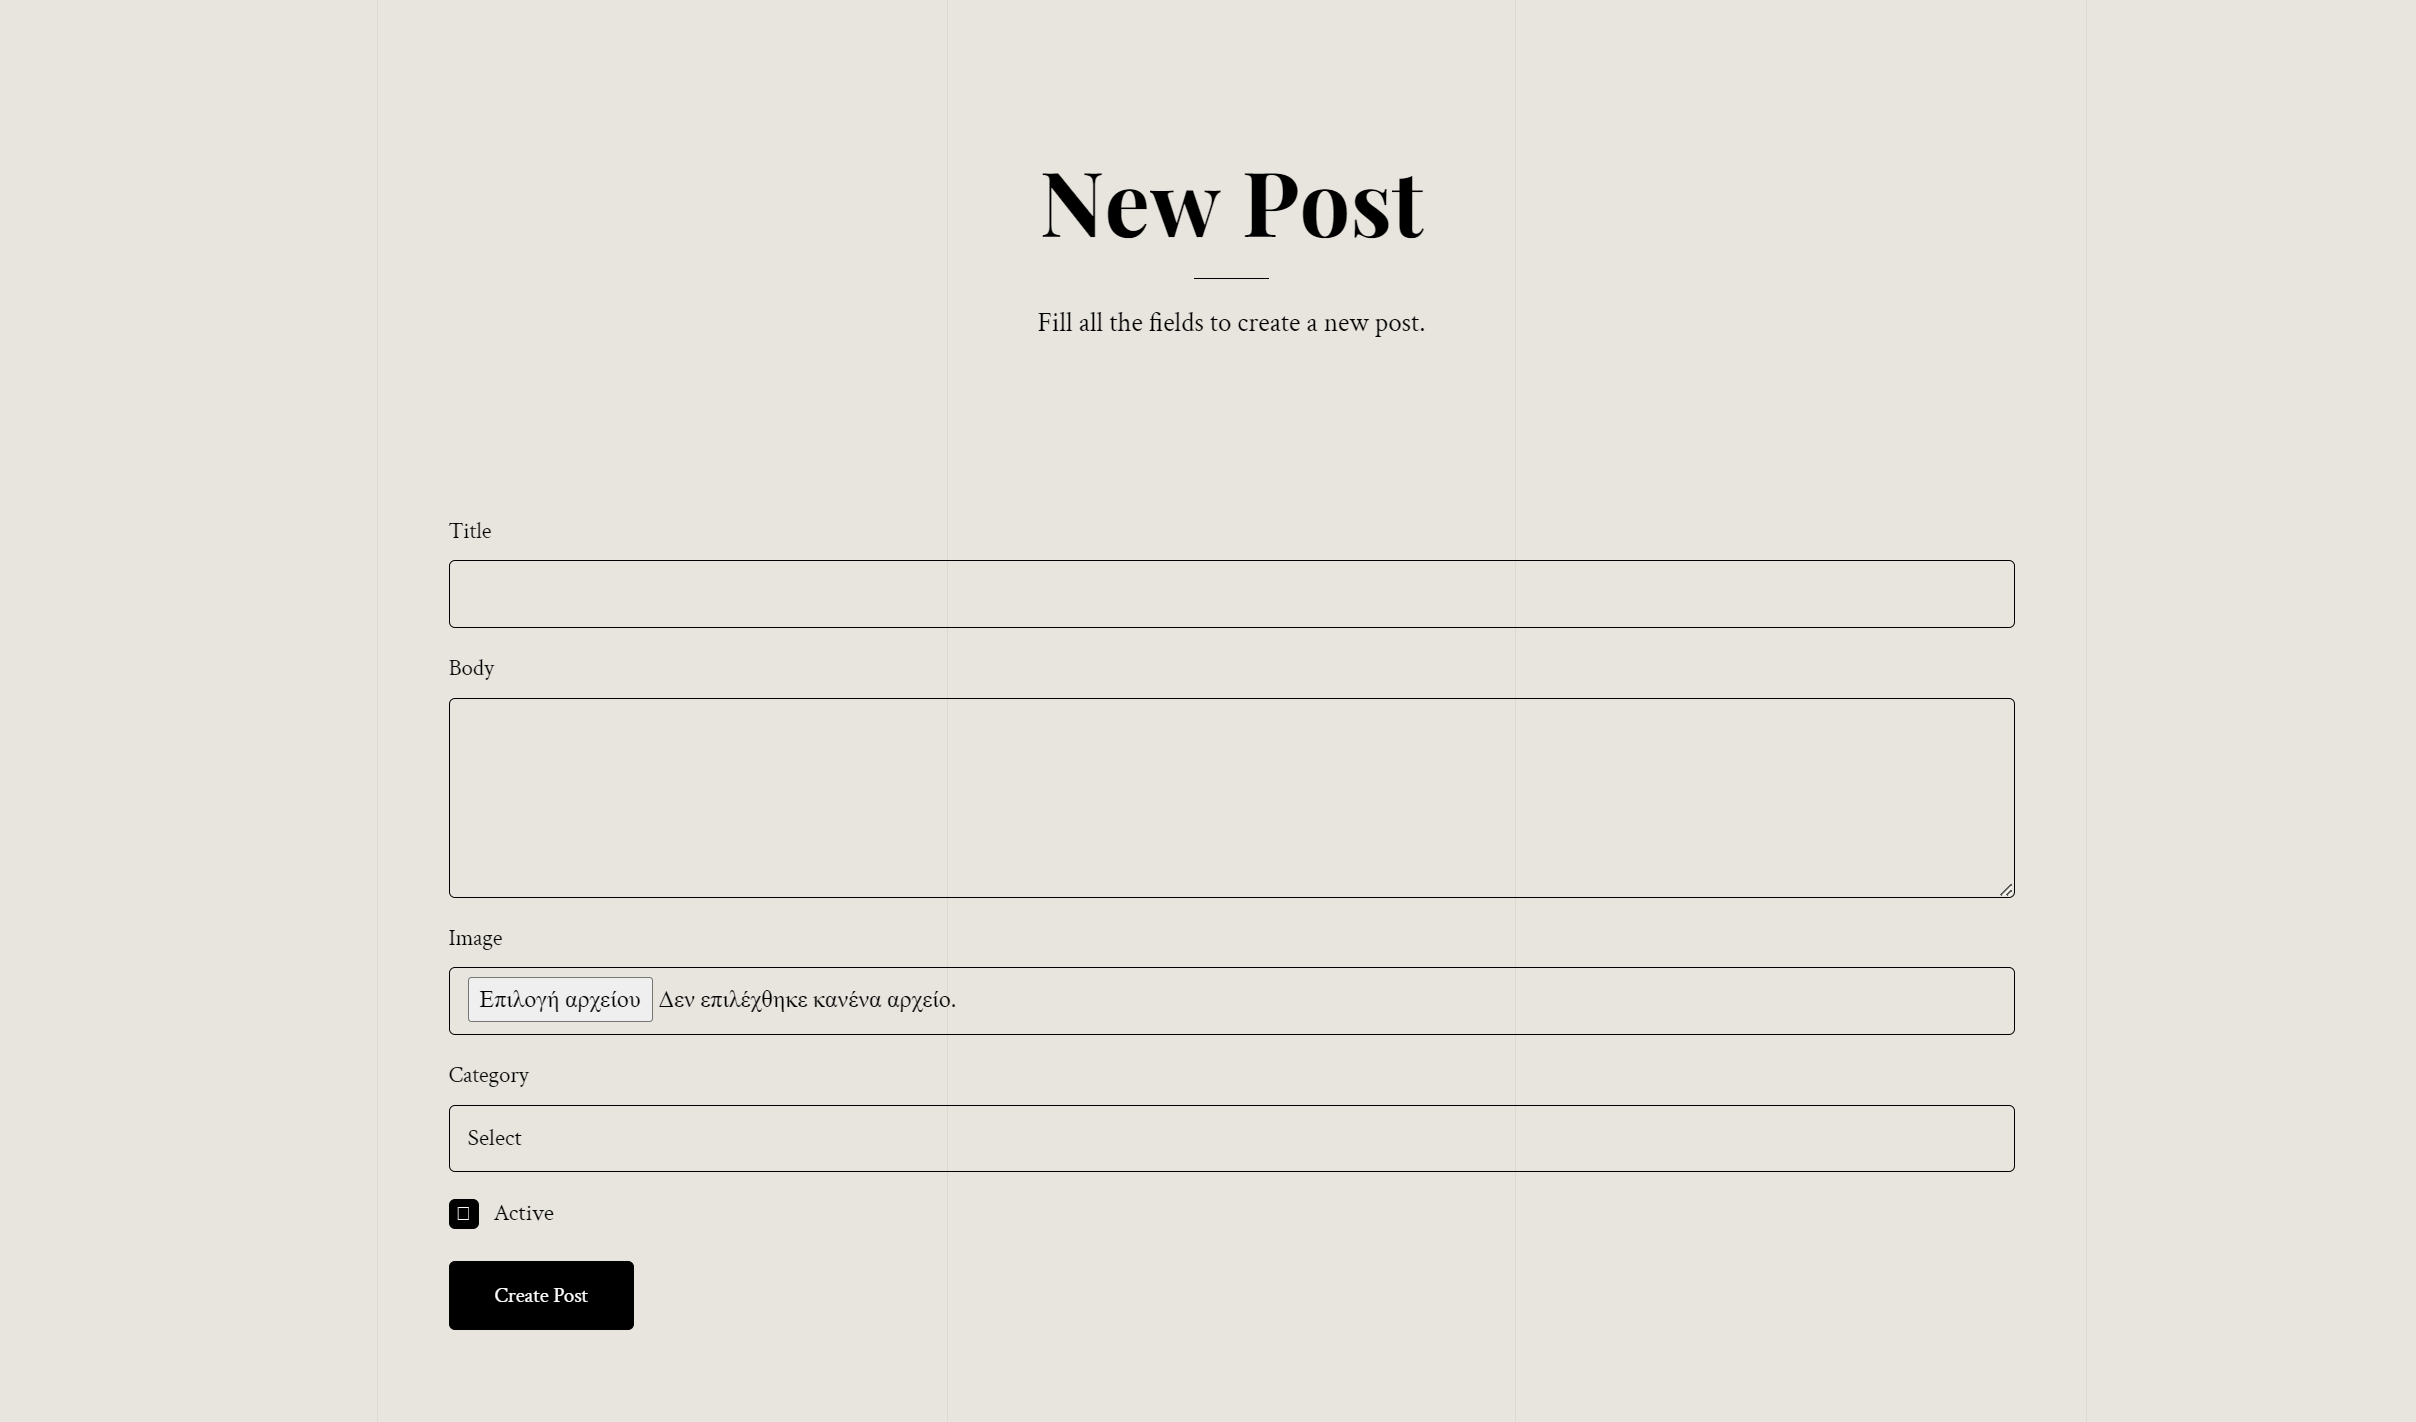 New Post
Fill all the fields to create a new post.
Title
Body
Image
Επιλογή αρχείου Δεν επιλέχθηκε κανένα αρχείο.
Category
Select
Active
Create Post